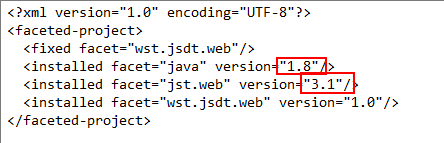 <?xml version="1.0" encoding="UTF-8"?>
<faceted-project>
  <fixed facet="wst.jsdt.web"/>
  <installed facet="java" version="1.8"/>
  <installed facet="jst.web" version="3.1"/>
  <installed facet="wst.jsdt.web" version="1.0"/>
</faceted-project>